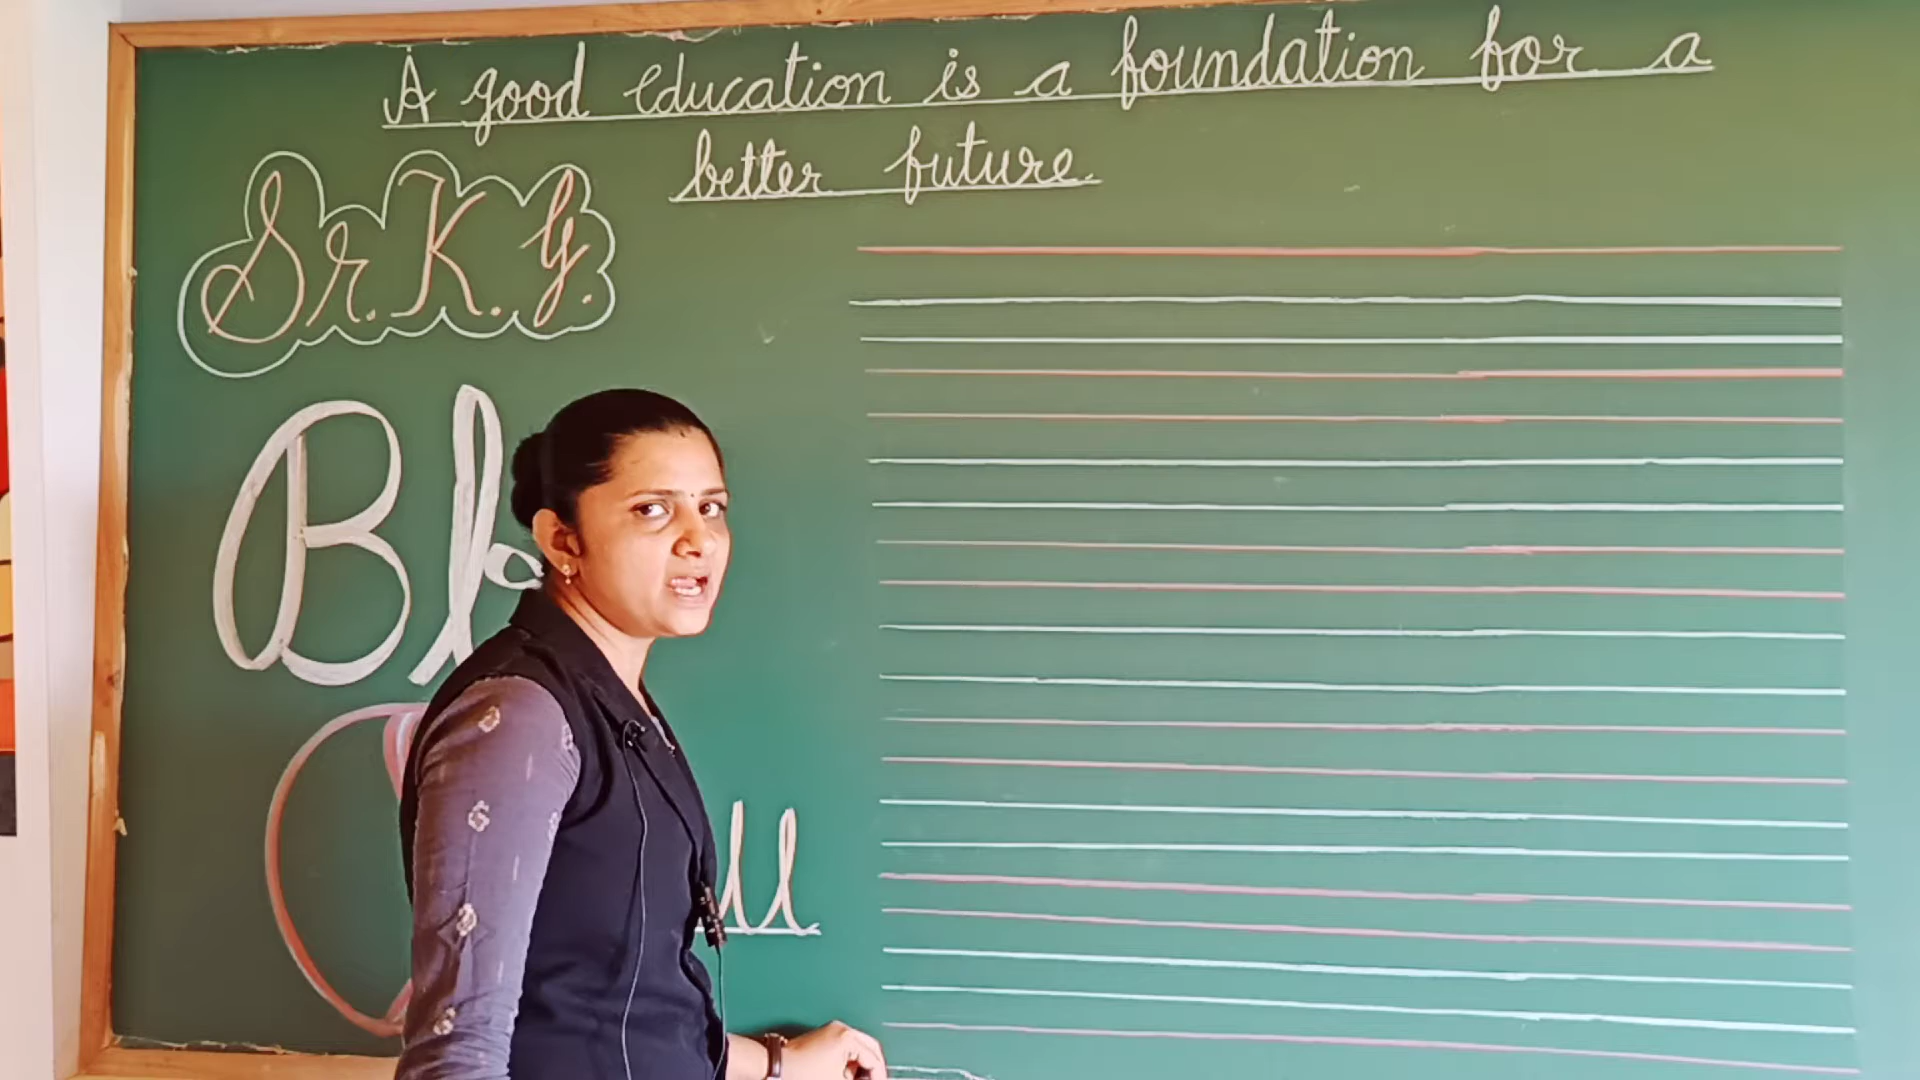 A good education is a foundation for a
better future.
Sr. K. G.